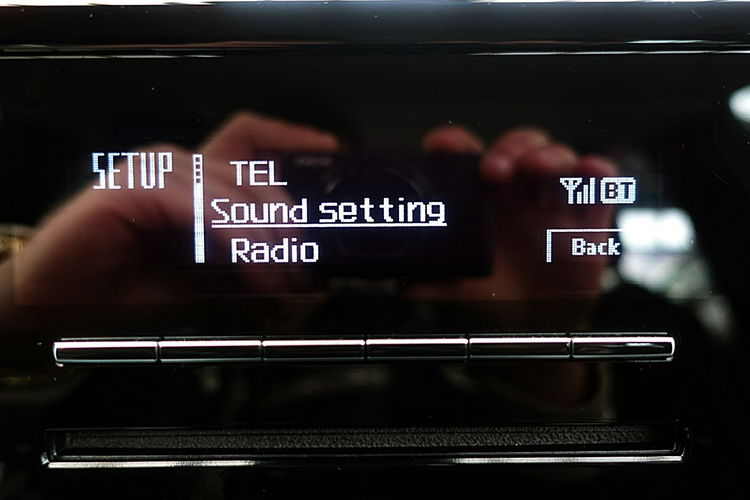 SETUP
TEL
Sound setting
Radio
BT
Back